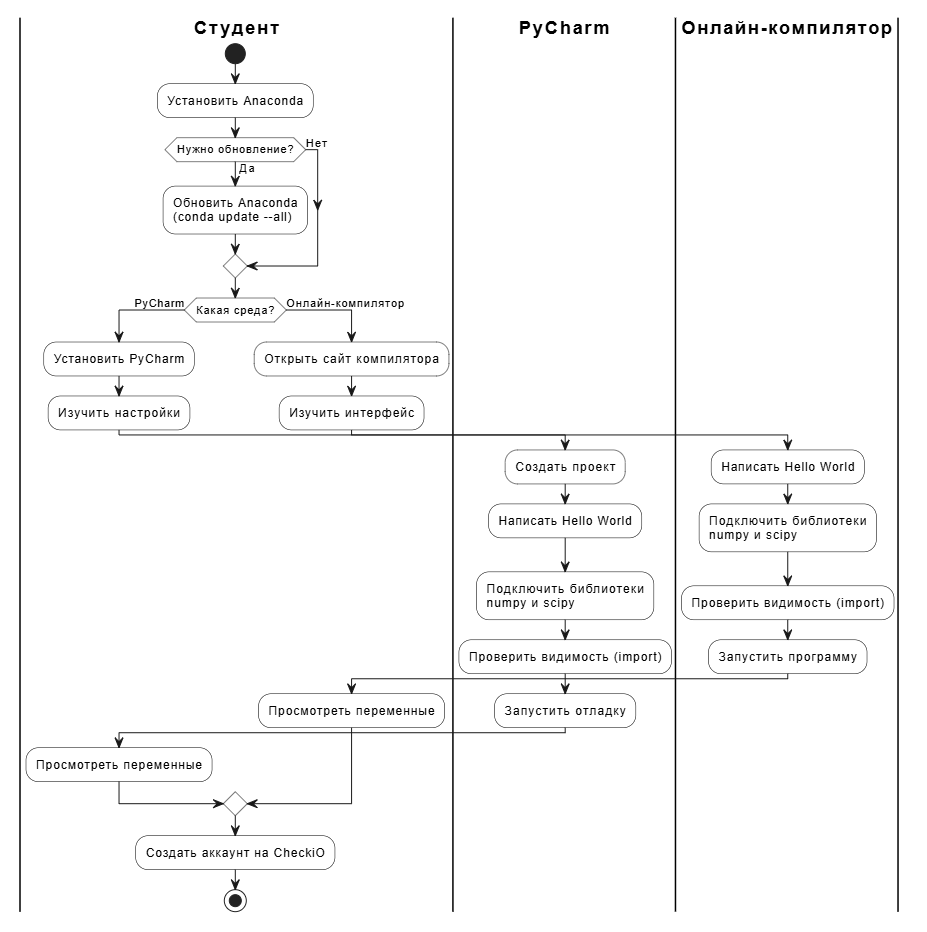 Студент
PyCharm
Онлайн-компилятор
Установить Anaconda
Нужно обновление?
Нет
Да
Обновить Anaconda
(conda update --all)
PyCharm
Какая среда?
Онлайн-компилятор
Установить PyCharm
Открыть сайт компилятора
Изучить настройки
Изучить интерфейс
Создать проект
Написать Hello World
Написать Hello World
Подключить библиотеки
numpy и scipy
Подключить библиотеки
numpy и scipy
Проверить видимость (import)
Проверить видимость (import)
Запустить программу
Просмотреть переменные
Запустить отладку
Просмотреть переменные
Создать аккаунт на CheckiO